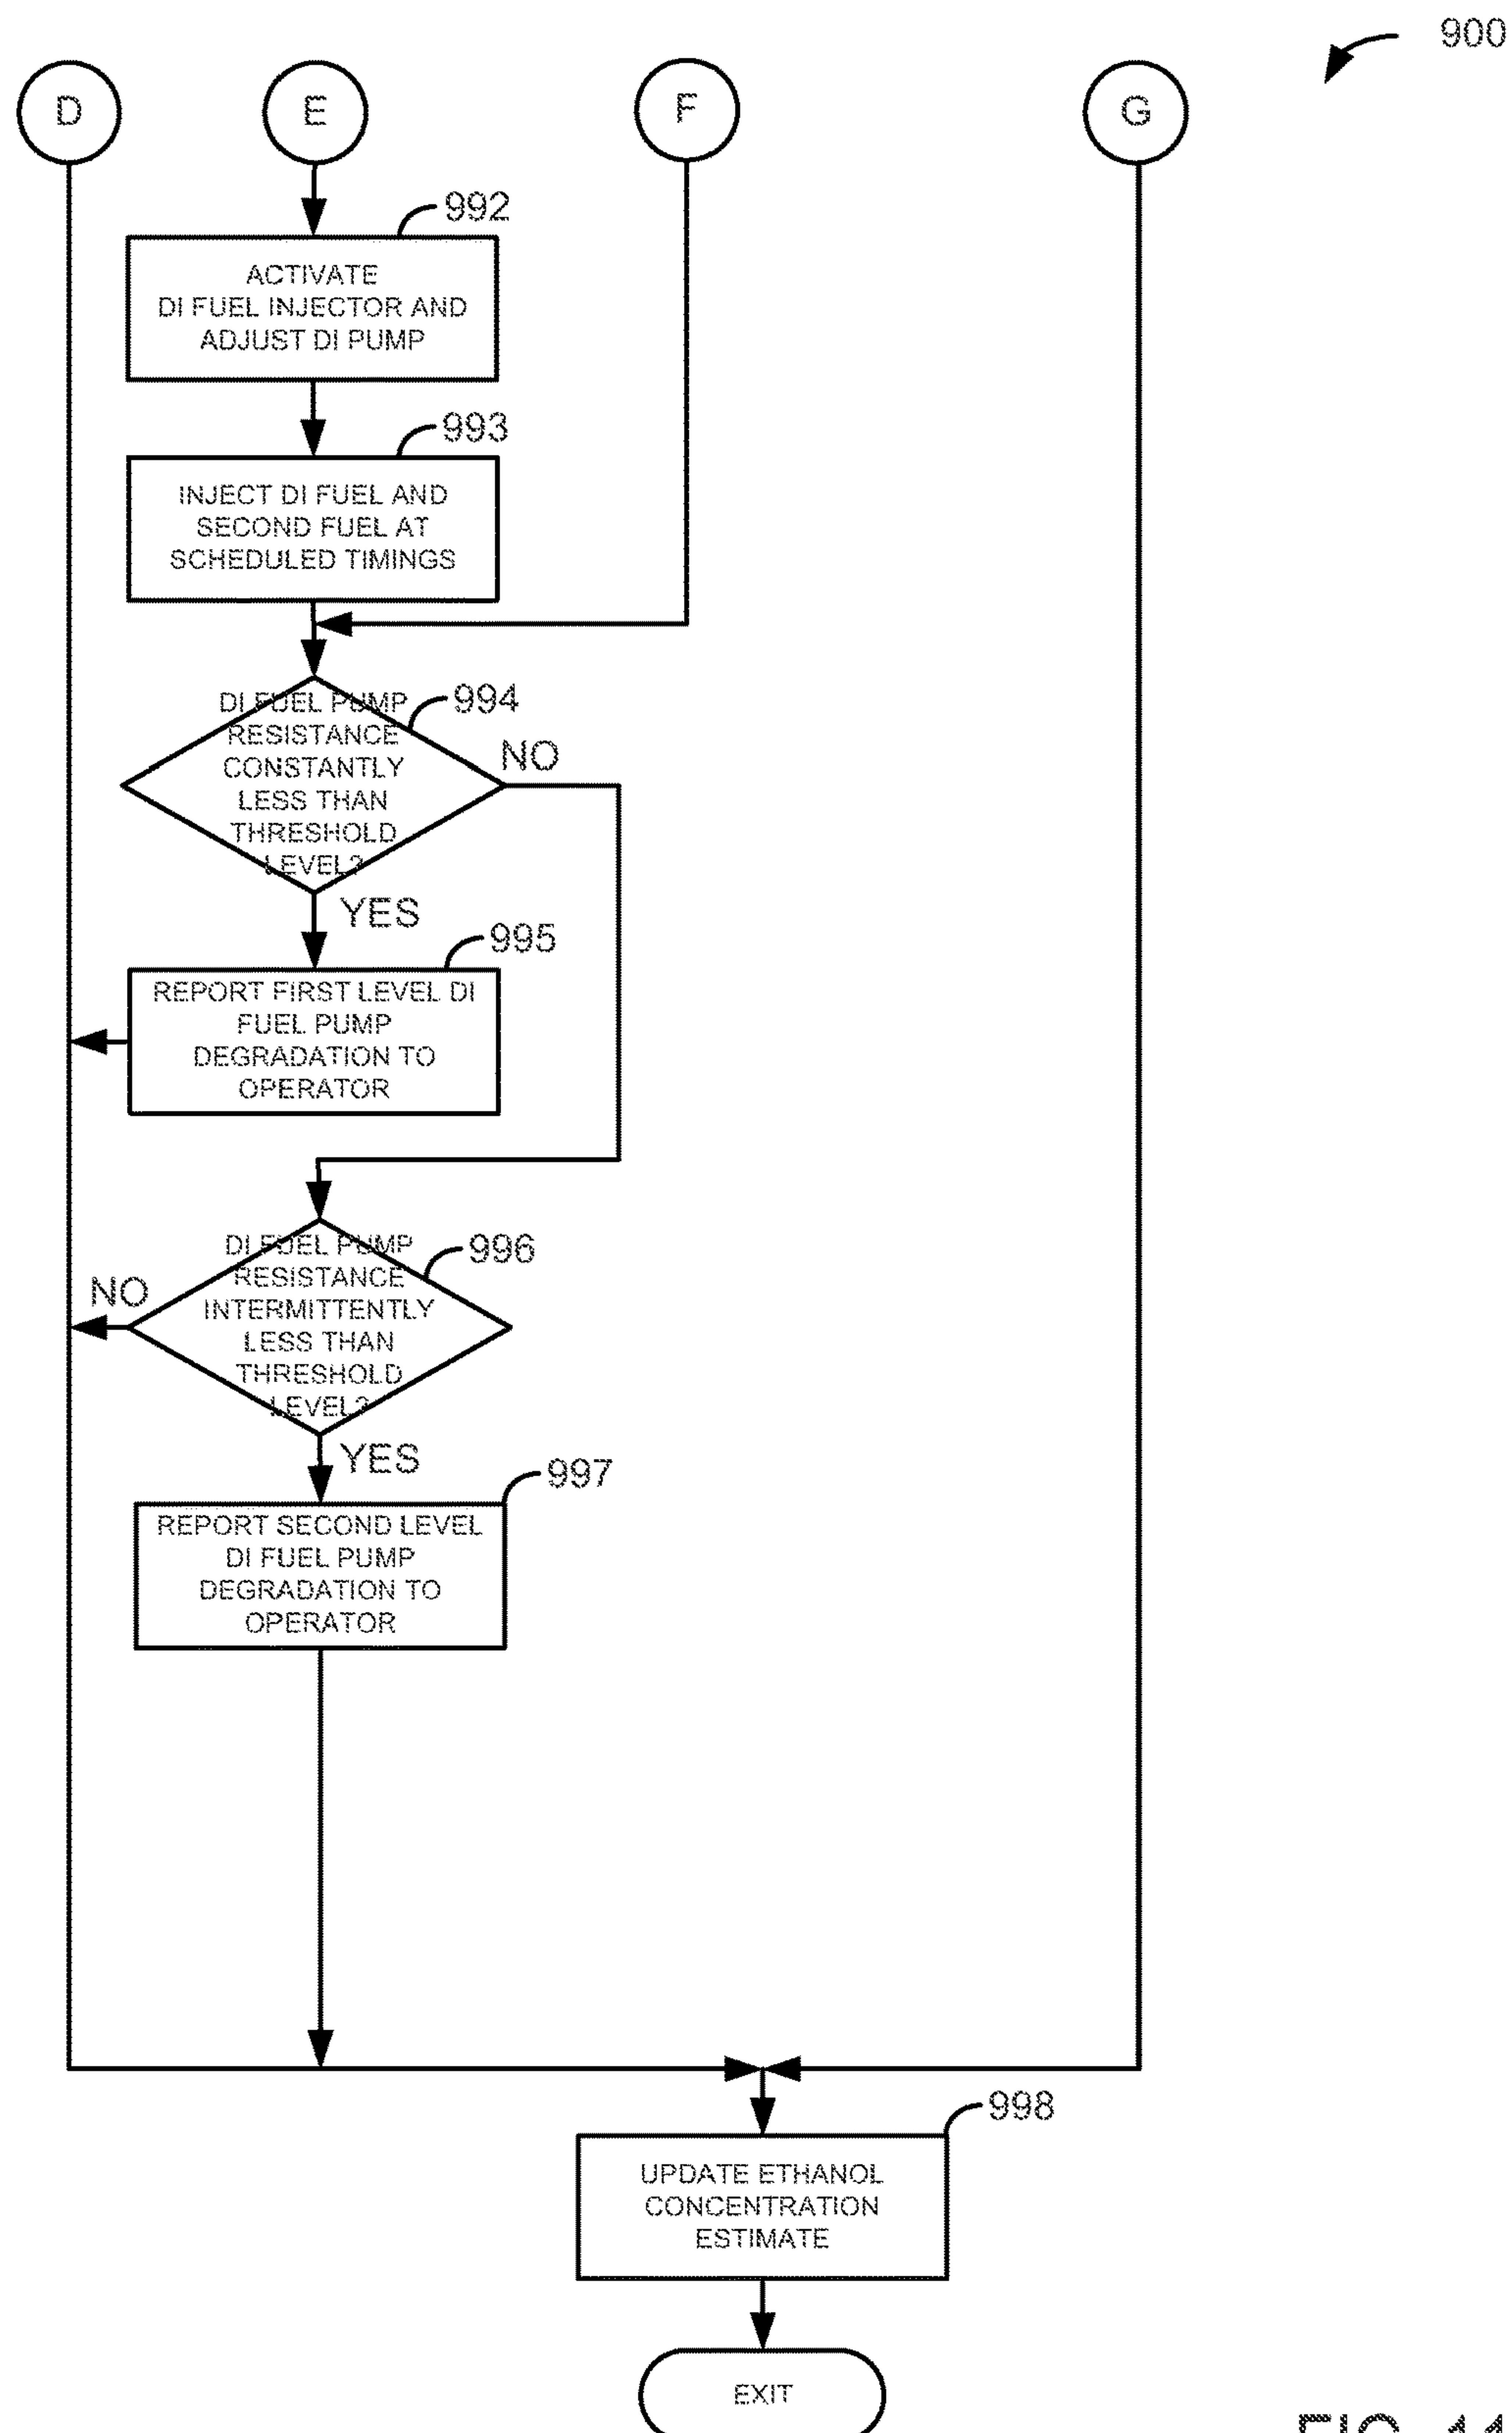 900
D
E
F
G
992
ACTIVATE
DI FUEL INJECTOR AND
ADJUST DI PUMP
993
INJECT DI FUEL AND
SECOND FUEL AT
SCHEDULED TIMINGS
994
DI FUEL PUMP
RESISTANCE
CONSTANTLY
LESS THAN
THRESHOLD
LEVEL?
NO
YES
995
REPORT FIRST LEVEL DI
FUEL PUMP
DEGRADATION TO
OPERATOR
996
DI FUEL PUMP
RESISTANCE
INTERMITTENTLY
LESS THAN
THRESHOLD
LEVEL?
NO
YES
997
REPORT SECOND LEVEL
DI FUEL PUMP
DEGRADATION TO
OPERATOR
998
UPDATE ETHANOL
CONCENTRATION
ESTIMATE
EXIT
FIG. 11